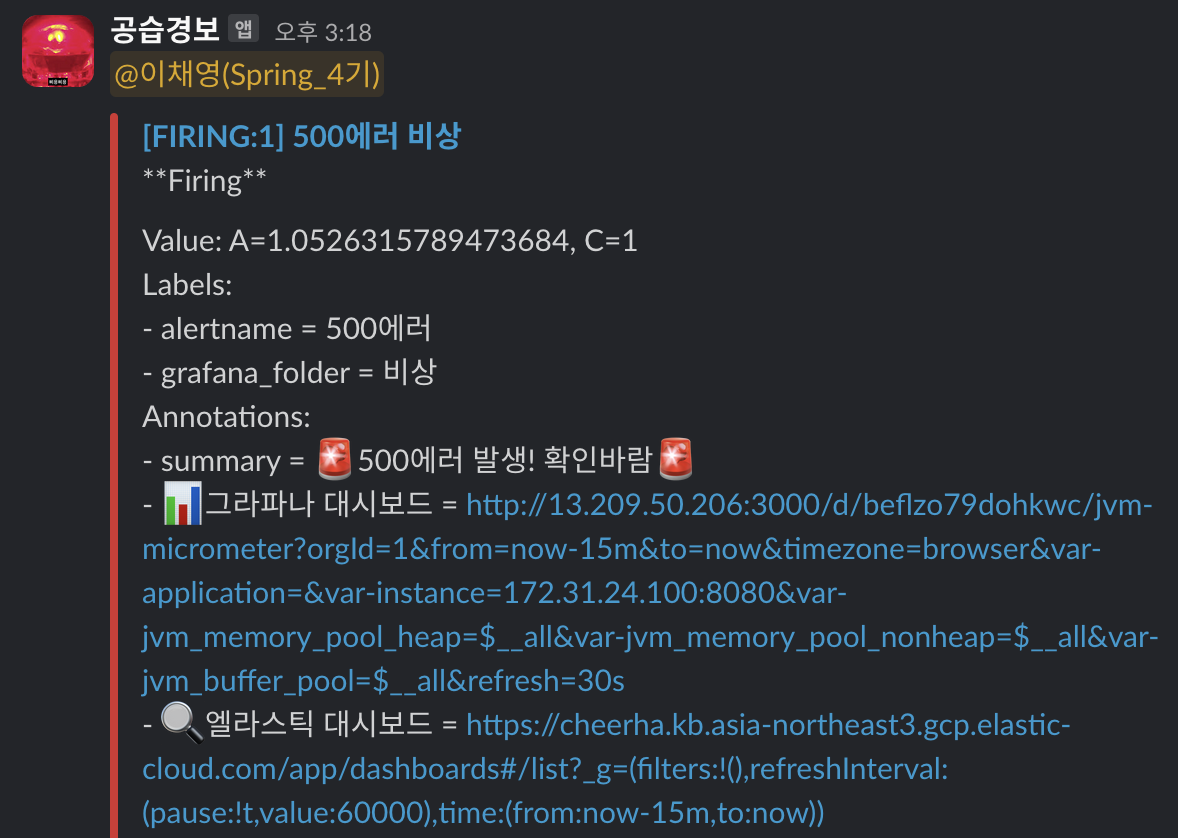 공습경보 앱 오후 3:18
@이채영(Spring_4기)
[FIRING:1] 500에러 비상
**Firing**
Value: A=1.0526315789473684, C=1
Labels:
- alertname = 500에러
- grafana_folder = 비상
Annotations:
- summary = 🚨500에러 발생! 확인바람🚨
- 📊그라파나 대시보드 = http://13.209.50.206:3000/d/beflzo79dohkwc/jvm-
micrometer?orgId=1&from=now-15m&to=now&timezone=browser&var-
application=&var-instance=172.31.24.100:8080&var-
jvm_memory_pool_heap=$__all&var-jvm_memory_pool_nonheap=$__all&var-
jvm_buffer_pool=$__all&refresh=30s
- 🔍엘라스틱 대시보드 = https://cheerha.kb.asia-northeast3.gcp.elastic-
cloud.com/app/dashboards#/list?_g=(filters:!(),refreshInterval:
(pause:!t,value:60000),time:(from:now-15m,to:now))